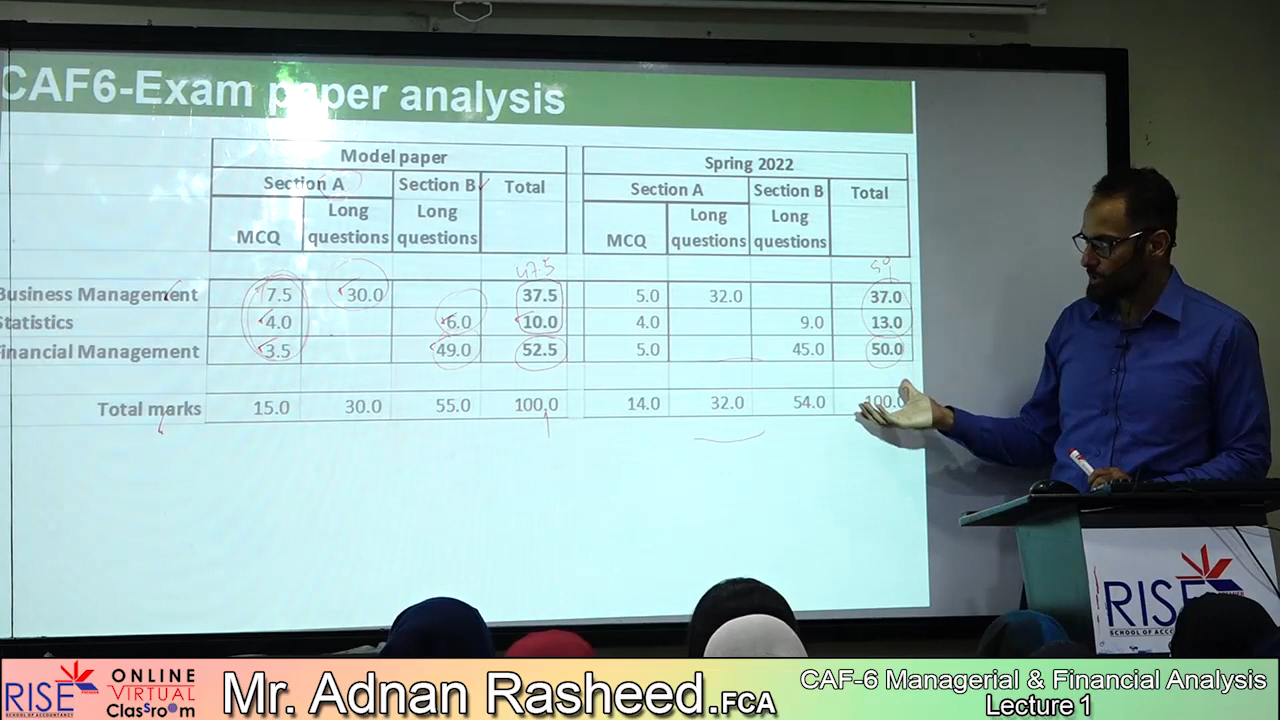 CAF6-Exam paper analysis
Model paper Spring 2022
Section A Section B Total Section A Section B Total
MCQ Long questions Long questions MCQ Long questions Long questions
47.5 50
Business Management 7.5 30.0 37.5 5.0 32.0 37.0
Statistics 4.0 6.0 10.0 4.0 9.0 13.0
Financial Management 3.5 49.0 52.5 5.0 45.0 50.0
Total marks 15.0 30.0 55.0 100.0 14.0 32.0 54.0 100.0
RISE
SCHOOL OF ACC
RISE PREMIER
SCHOOL OF ACCOUNTANCY
ONLINE
VIRTUAL
ClasSroom
Mr. Adnan Rasheed.FCA
CAF-6 Managerial & Financial Analysis
Lecture 1